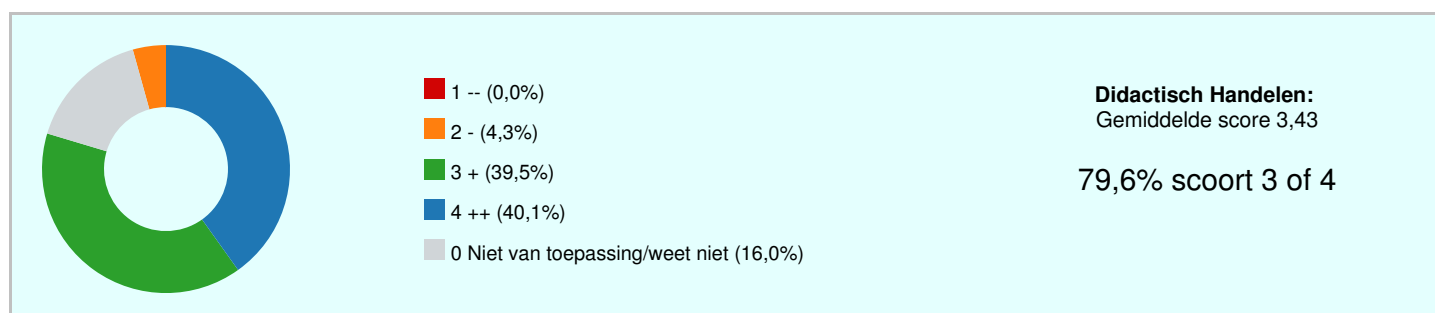 1 -- (0,0%)
2 - (4,3%)
3 + (39,5%)
4 ++ (40,1%)
0 Niet van toepassing/weet niet (16,0%)
Didactisch Handelen:
Gemiddelde score 3,43
79,6% scoort 3 of 4